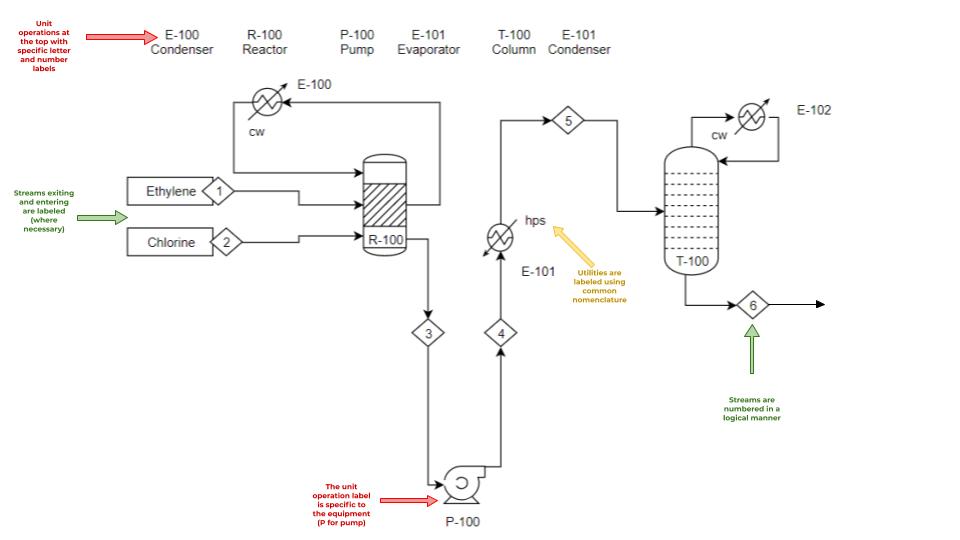 Unit
operations at
the top with
specific letter
and number
labels
E-100
Condenser
R-100
Reactor
P-100
Pump
E-101
Evaporator
T-100
Column
E-101
Condenser
E-100
cw
Ethylene
1
Chlorine
2
R-100
Streams exiting
and entering
are labeled
(where
necessary)
3
4
5
hps
E-101
Utilities are
labeled using
common
nomenclature
E-102
cw
T-100
6
Streams are
numbered in a
logical manner
The unit
operation label
is specific to
the equipment
(P for pump)
P-100